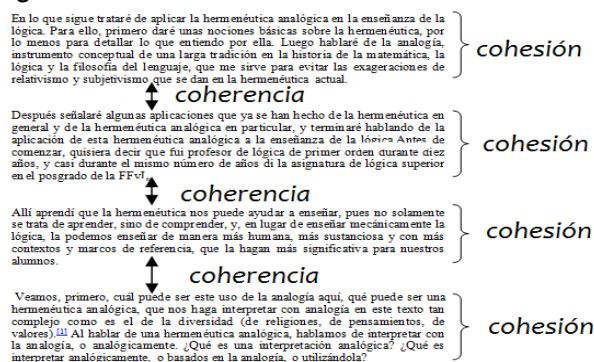 En lo que sigue trataré de aplicar la hermenéutica analógica en la enseñanza de la
lógica. Para ello, primero daré unas nociones básicas sobre la hermenéutica, por
lo menos para detallar lo que entiendo por ella. Luego hablaré de la analogía,
instrumento conceptual de una larga tradición en la historia de la matemática, la
lógica y la filosofía del lenguaje, que me sirve para evitar las exageraciones de
relativismo y subjetivismo que se dan en la hermenéutica actual.
cohesión
coherencia
Después señalaré algunas aplicaciones que ya se han hecho de la hermenéutica en
general y de la hermenéutica analógica en particular, y terminaré hablando de la
aplicación de esta hermenéutica analógica a la enseñanza de la lógica Antes de
comenzar, quisiera decir que fui profesor de lógica de primer orden durante diez
años, y casi durante el mismo número de años di la asignatura de lógica superior
en el posgrado de la FFyL.
cohesión
coherencia
Allí aprendí que la hermenéutica nos puede ayudar a enseñar, pues no solamente
se trata de aprender, sino de comprender, y, en lugar de enseñar mecánicamente la
lógica, la podemos enseñar de manera más humana, más sustanciosa y con más
contextos y marcos de referencia, que la hagan más significativa para nuestros
alumnos.
cohesión
coherencia
Veamos, primero, cuál puede ser este uso de la analogía aquí, qué puede ser una
hermenéutica analógica, que nos haga interpretar con analogía en este texto tan
complejo como es el de la diversidad (de religiones, de pensamientos, de
valores).[1] Al hablar de una hermenéutica analógica, hablamos de interpretar con
la analogía, o analógicamente. ¿Qué es una interpretación analógica? ¿Qué es
interpretar analógicamente, o basados en la analogía, o utilizándola?
cohesión